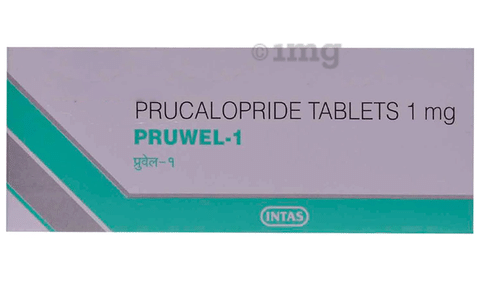 ©1mg
PRUCALOPRIDE TABLETS 1 mg
PRUWEL-1
प्रुवेल-१
INTAS